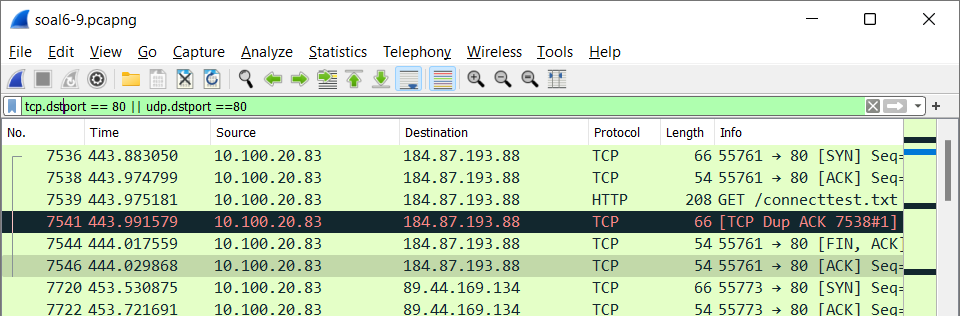 soal6-9.pcapng
File Edit View Go Capture Analyze Statistics Telephony Wireless Tools Help
tcp.dstport == 80 || udp.dstport ==80
No. Time Source Destination Protocol Length Info
7536 443.883050 10.100.20.83 184.87.193.88 TCP 66 55761 → 80 [SYN] Seq=
7538 443.974799 10.100.20.83 184.87.193.88 TCP 54 55761 → 80 [ACK] Seq=
7539 443.975181 10.100.20.83 184.87.193.88 HTTP 208 GET /connecttest.txt
7541 443.991579 10.100.20.83 184.87.193.88 TCP 66 [TCP Dup ACK 7538#1]
7544 444.017559 10.100.20.83 184.87.193.88 TCP 54 55761 → 80 [FIN, ACK]
7546 444.029868 10.100.20.83 184.87.193.88 TCP 54 55761 → 80 [ACK] Seq=
7720 453.530875 10.100.20.83 89.44.169.134 TCP 66 55773 → 80 [SYN] Seq=
7722 453.721691 10.100.20.83 89.44.169.134 TCP 54 55773 → 80 [ACK] Seq=